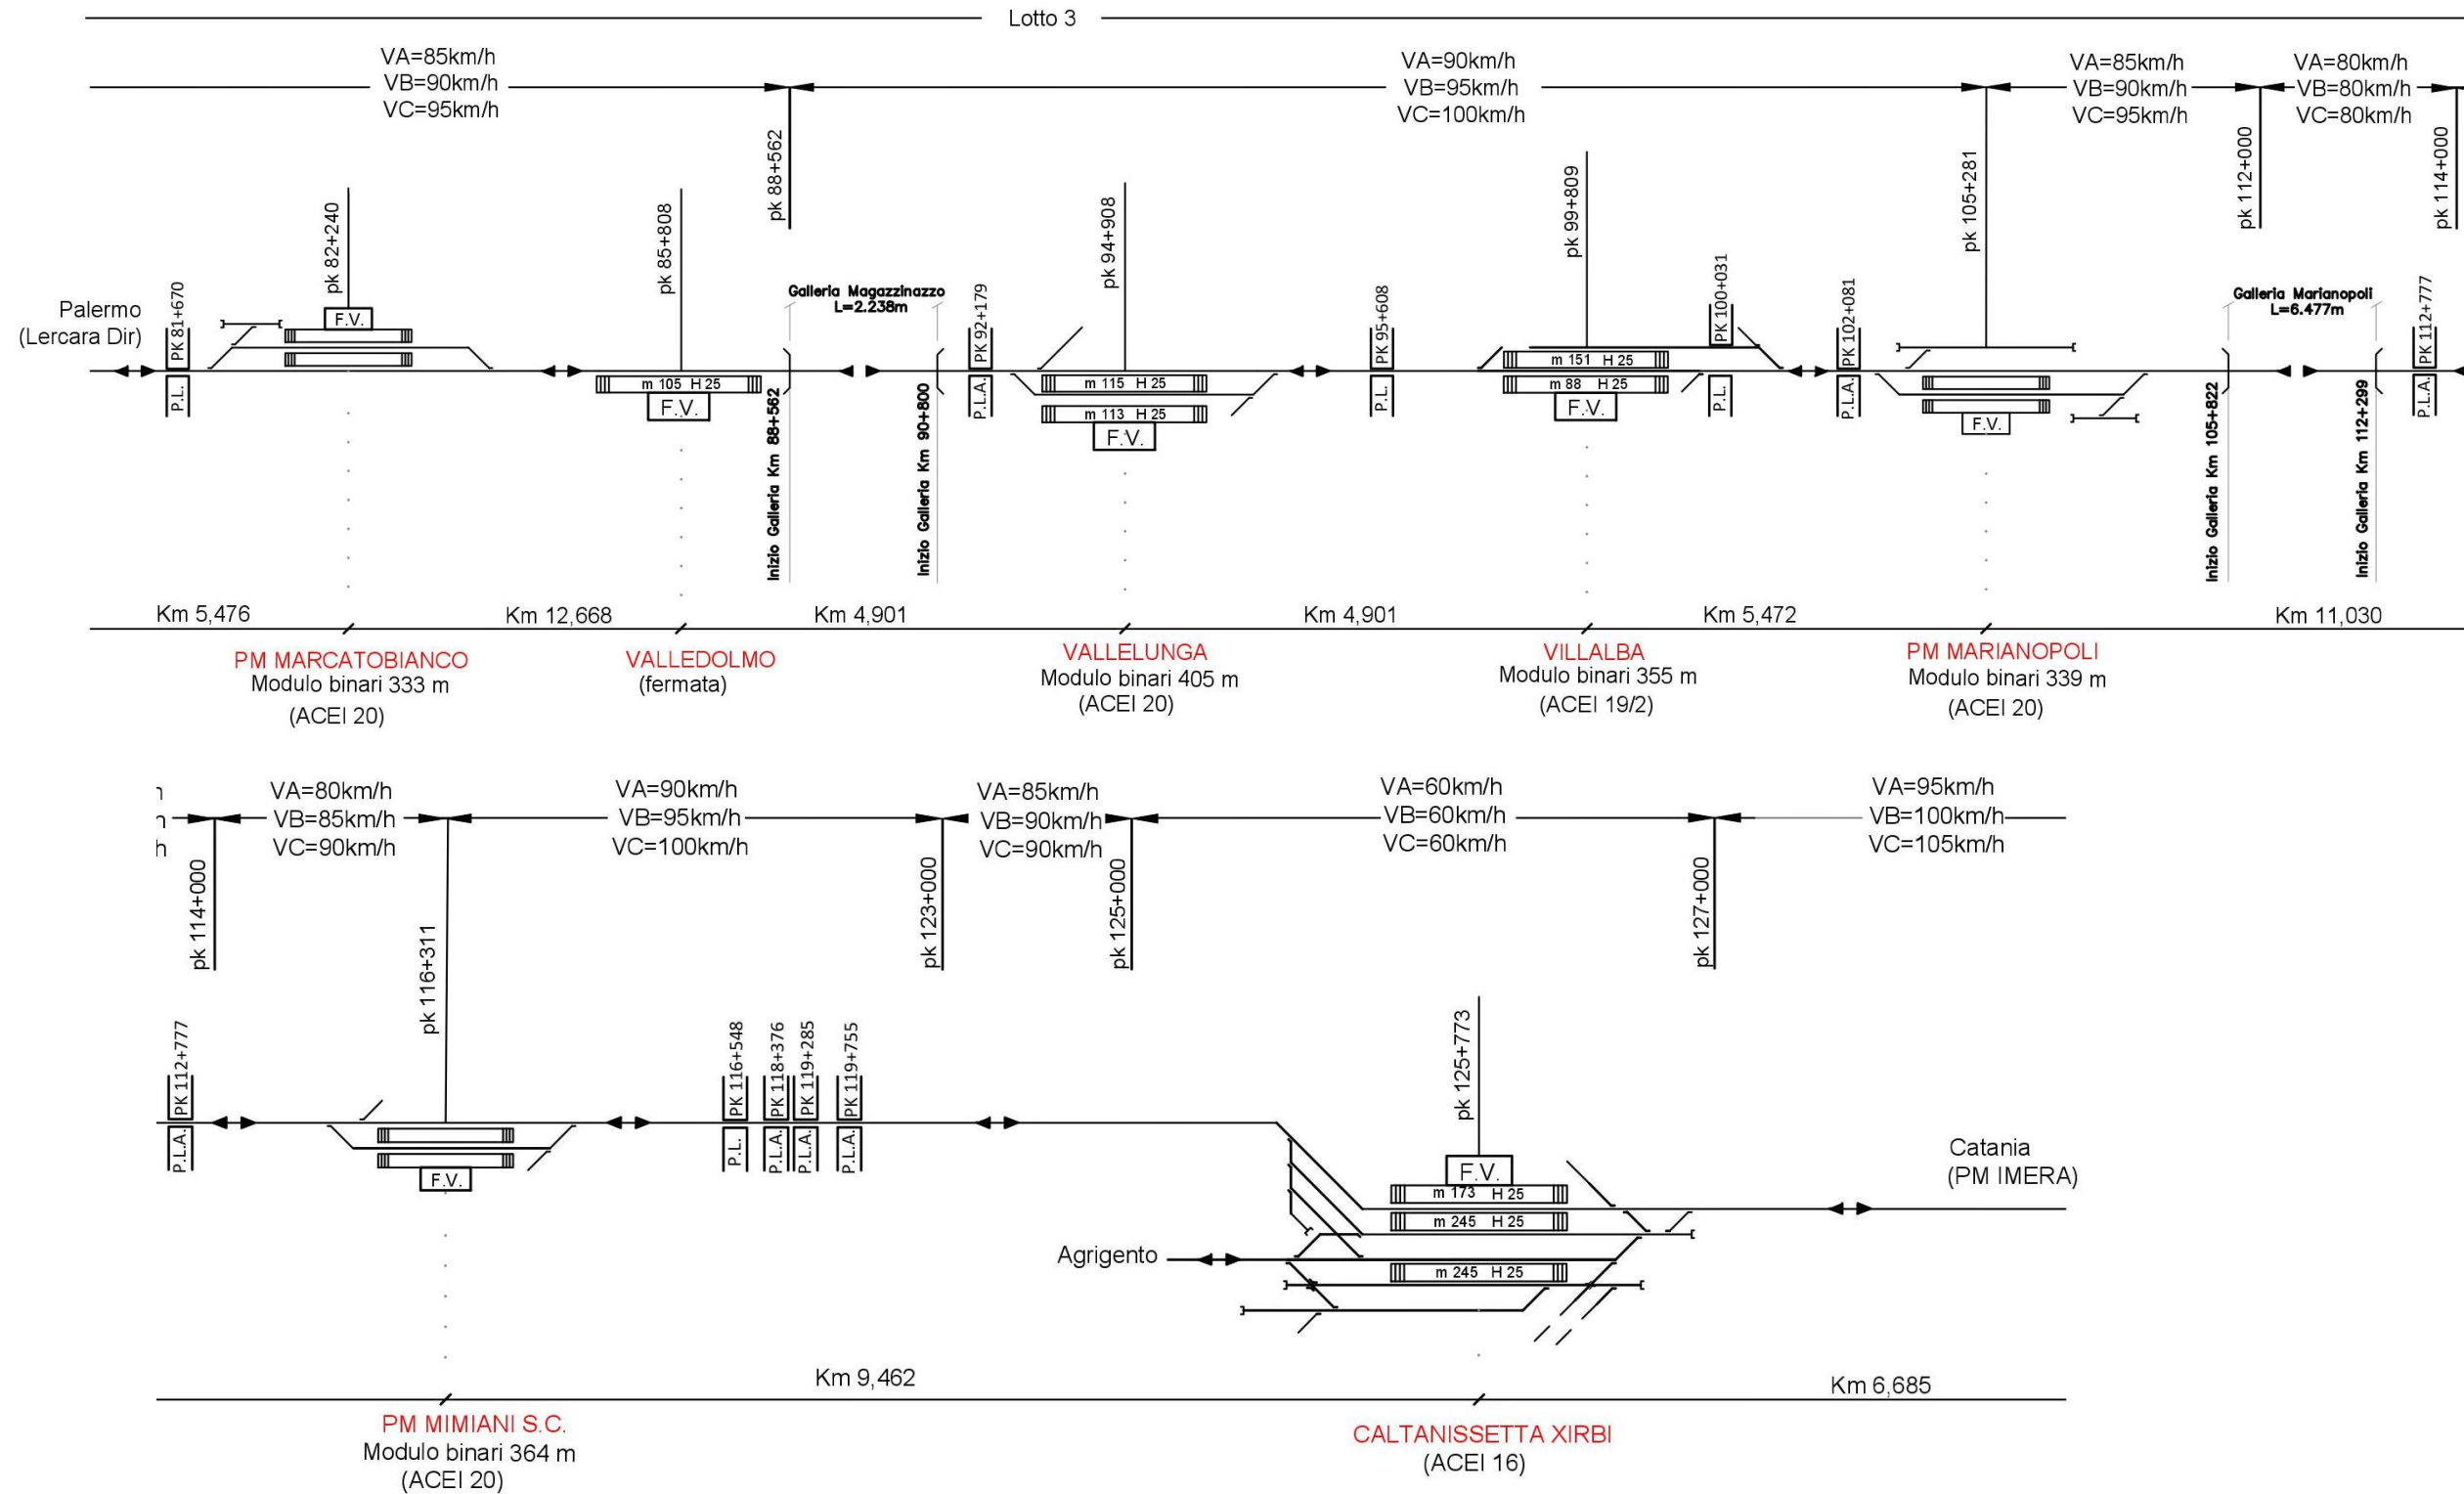 Lotto 3
VA=85km/h
VB=90km/h
VC=95km/h
VA=90km/h
VB=95km/h
VC=100km/h
VA=85km/h
VB=90km/h
VC=95km/h
VA=80km/h
VB=80km/h
VC=80km/h
pk 88+562
pk 112+000
pk 114+000
pk 82+240
pk 85+808
pk 94+908
pk 99+809
pk 105+281
Palermo
(Lercara Dir)
PK 81+670
P.L.
F.V.
m 105 H 25
F.V.
Galleria Magazzinazzo
L=2.238m
Inizio Galleria Km 88+562
Inizio Galleria Km 90+800
PK 92+179
P.L.A.
m 115 H 25
m 113 H 25
F.V.
PK 95+608
P.L.
m 151 H 25
m 88 H 25
F.V.
PK 100+031
P.L.
PK 102+081
P.L.A.
F.V.
Galleria Marianopoli
L=6.477m
Inizio Galleria Km 105+822
Inizio Galleria Km 112+299
PK 112+777
P.L.A.
Km 5,476
Km 12,668
Km 4,901
Km 4,901
Km 5,472
Km 11,030
PM MARCATOBIANCO
Modulo binari 333 m
(ACEI 20)
VALLEDOLMO
(fermata)
VALLELUNGA
Modulo binari 405 m
(ACEI 20)
VILLALBA
Modulo binari 355 m
(ACEI 19/2)
PM MARIANOPOLI
Modulo binari 339 m
(ACEI 20)
h
VA=80km/h
VB=85km/h
VC=90km/h
VA=90km/h
VB=95km/h
VC=100km/h
VA=85km/h
VB=90km/h
VC=90km/h
VA=60km/h
VB=60km/h
VC=60km/h
VA=95km/h
VB=100km/h
VC=105km/h
pk 114+000
pk 116+311
pk 123+000
pk 125+000
pk 127+000
PK 112+777
P.L.A.
F.V.
PK 116+548
P.L.
PK 118+376
P.L.A.
PK 119+285
P.L.A.
PK 119+755
P.L.A.
pk 125+773
F.V.
m 173 H 25
m 245 H 25
m 245 H 25
Catania
(PM IMERA)
Agrigento
Km 9,462
Km 6,685
PM MIMIANI S.C.
Modulo binari 364 m
(ACEI 20)
CALTANISSETTA XIRBI
(ACEI 16)